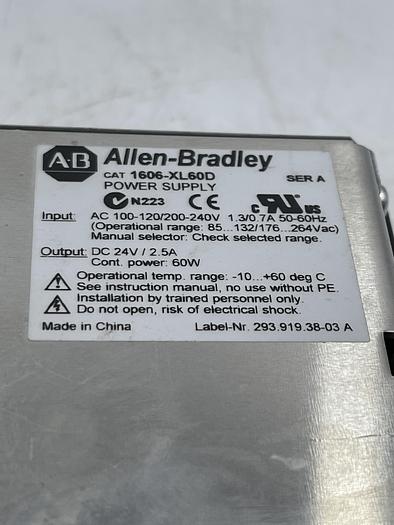 AB Allen-Bradley
CAT 1606-XL60D SER A
POWER SUPPLY
N223 CE c RU us
Input: AC 100-120/200-240V 1.3/0.7A 50-60Hz
(Operational range: 85...132/176...264Vac)
Manual selector: Check selected range.
Output: DC 24V / 2.5A
Cont. power: 60W
Operational temp. range: -10...+60 deg C
See instruction manual, no use without PE.
Installation by trained personnel only.
Do not open, risk of electrical shock.
Made in China Label-Nr. 293.919.38-03 A